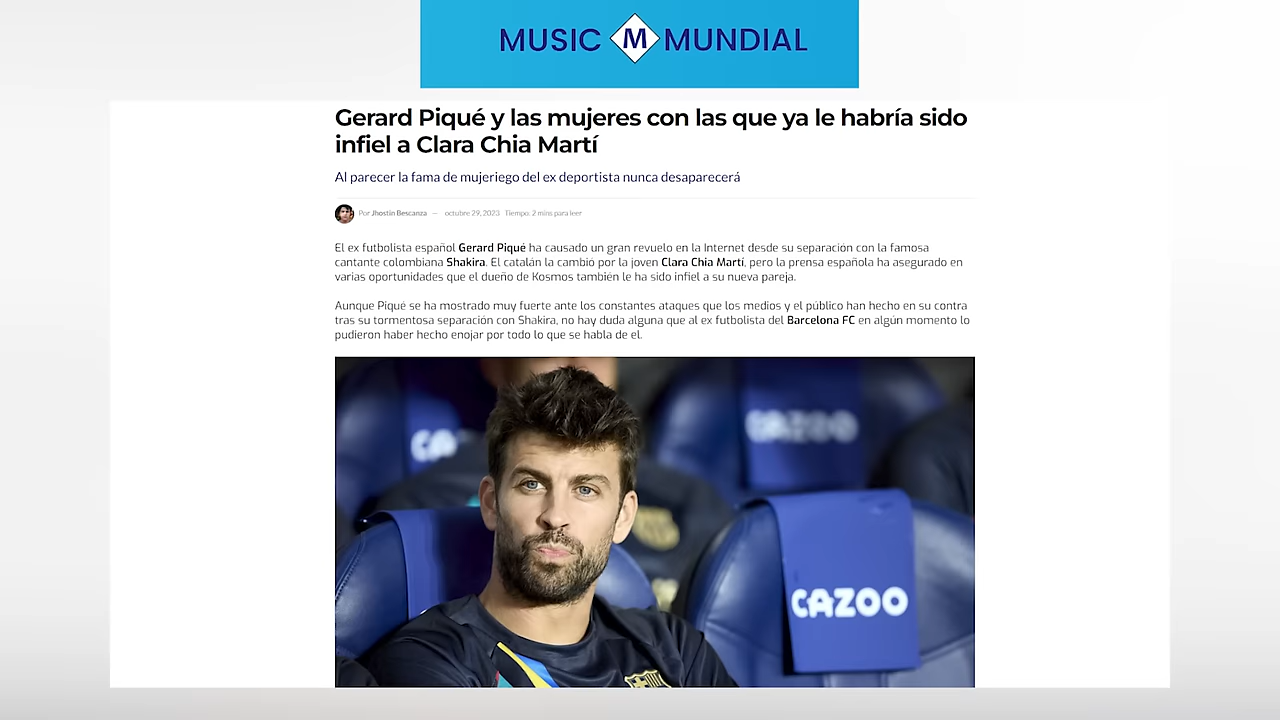 MUSIC M MUNDIAL
Gerard Piqué y las mujeres con las que ya le habría sido
infiel a Clara Chia Martí
Al parecer la fama de mujeriego del ex deportista nunca desaparecerá
Por Jhostin Bescanza — octubre 29, 2023 Tiempo. 2 mins para leer
El ex futbolista español Gerard Piqué ha causado un gran revuelo en la Internet desde su separación con la famosa
cantante colombiana Shakira. El catalán la cambió por la joven Clara Chia Martí, pero la prensa española ha asegurado en
varias oportunidades que el dueño de Kosmos también le ha sido infiel a su nueva pareja.
Aunque Piqué se ha mostrado muy fuerte ante los constantes ataques que los medios y el público han hecho en su contra
tras su tormentosa separación con Shakira, no hay duda alguna que al ex futbolista del Barcelona FC en algún momento lo
pudieron haber hecho enojar por todo lo que se habla de el.
CAZOO
CA
CAZOO